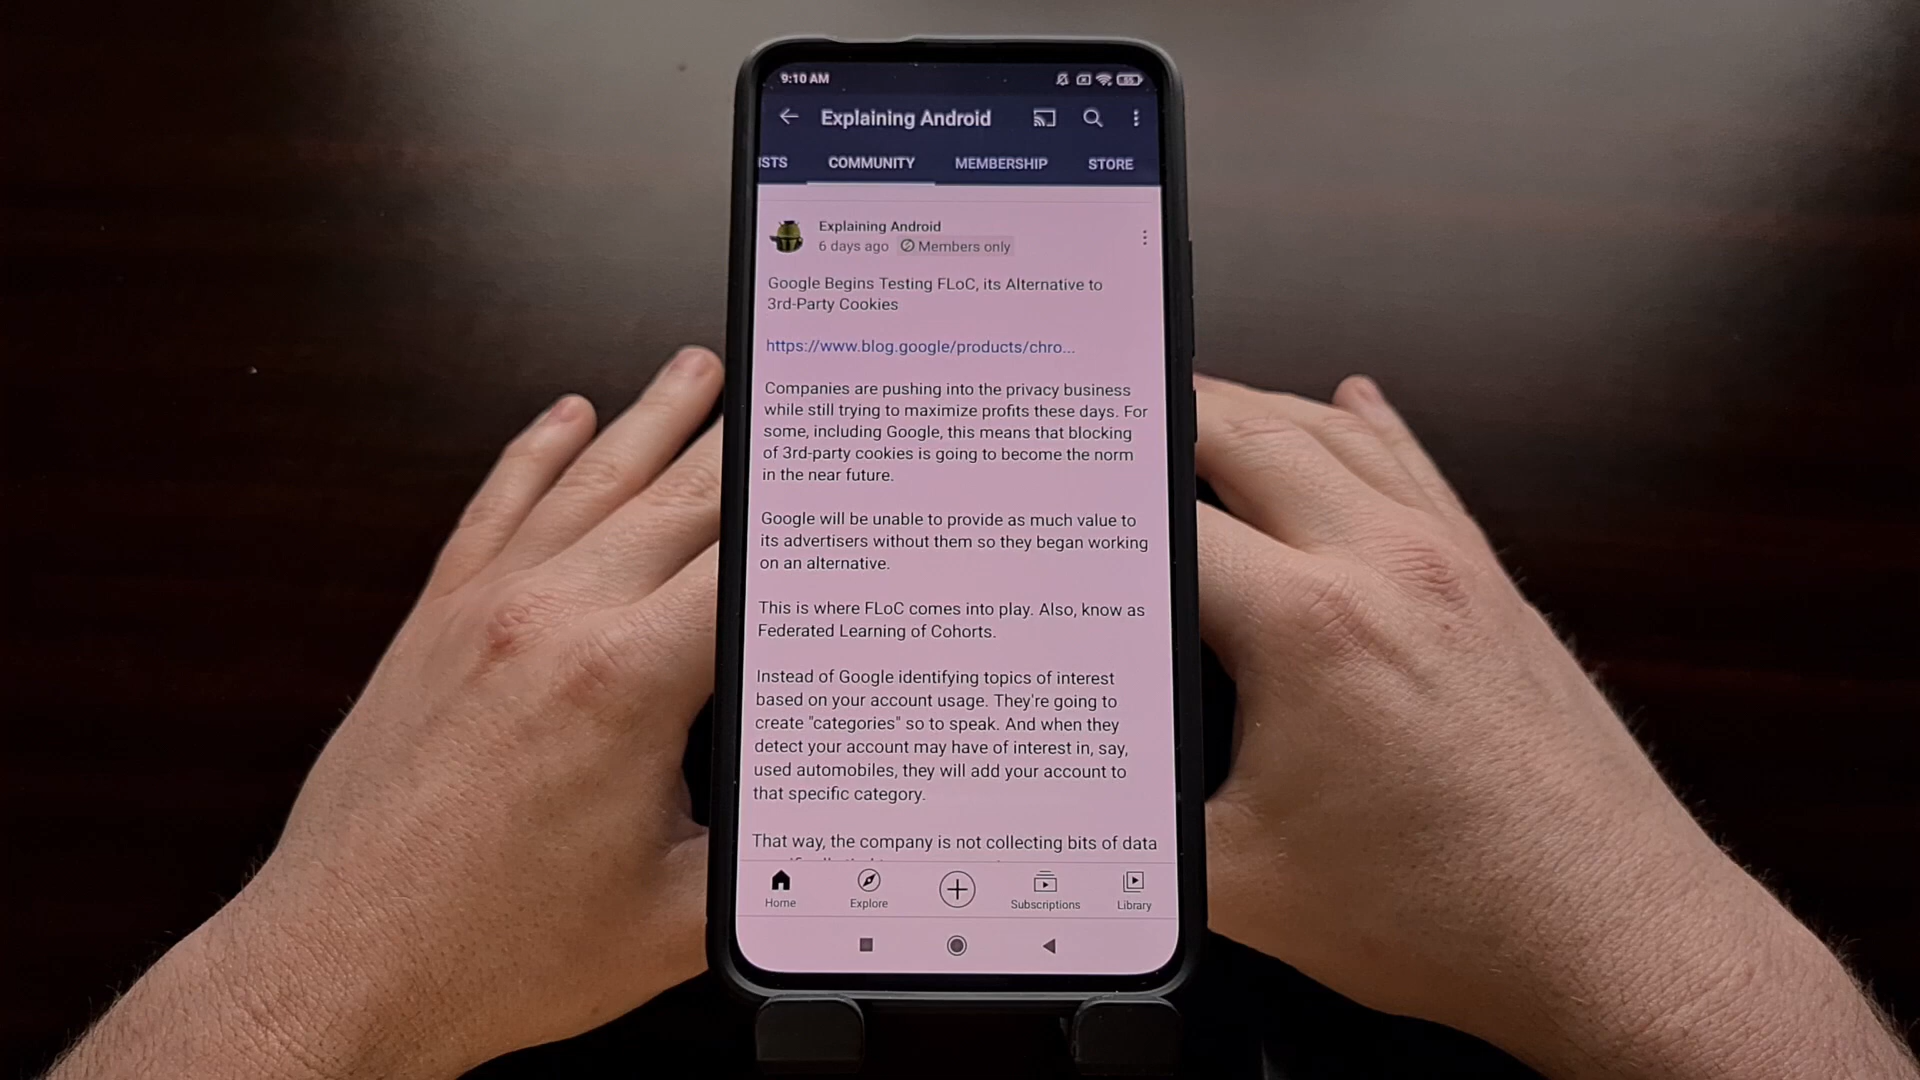 9:10 AM
55
Explaining Android
ISTS COMMUNITY MEMBERSHIP STORE
Explaining Android
6 days ago Members only
Google Begins Testing FLoC, its Alternative to
3rd-Party Cookies
https://www.blog.google/products/chro...
Companies are pushing into the privacy business
while still trying to maximize profits these days. For
some, including Google, this means that blocking
of 3rd-party cookies is going to become the norm
in the near future.
Google will be unable to provide as much value to
its advertisers without them so they began working
on an alternative.
This is where FLoC comes into play. Also, know as
Federated Learning of Cohorts.
Instead of Google identifying topics of interest
based on your account usage. They're going to
create "categories" so to speak. And when they
detect your account may have of interest in, say,
used automobiles, they will add your account to
that specific category.
That way, the company is not collecting bits of data
Home Explore Subscriptions Library